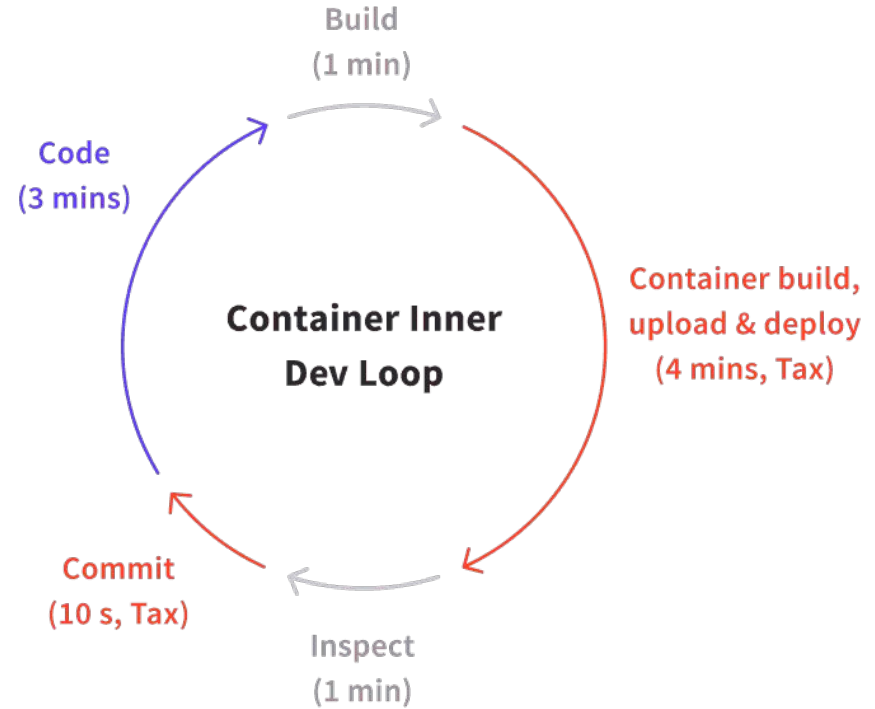 Build
(1 min)
Code
(3 mins)
Container build,
upload & deploy
(4 mins, Tax)
Container Inner
Dev Loop
Commit
(10 s, Tax)
Inspect
(1 min)